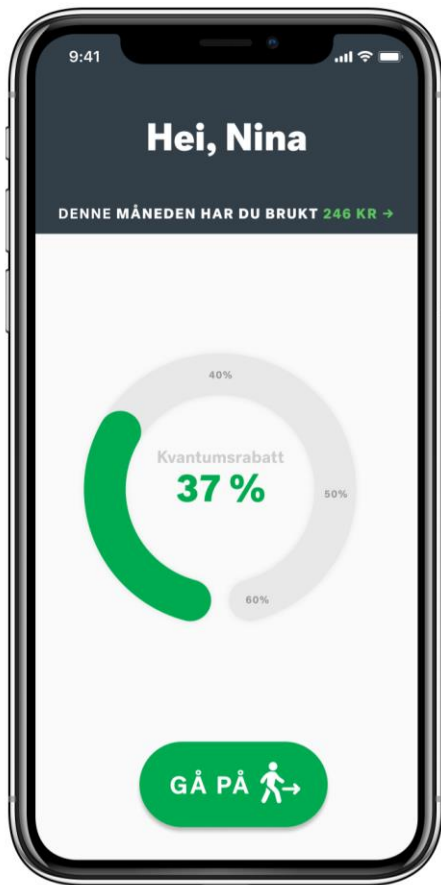 9:41
Hei, Nina
DENNE MÅNEDEN HAR DU BRUKT 246 KR →
40%
Kvantumsrabatt
37 %
50%
60%
GÅ PÅ